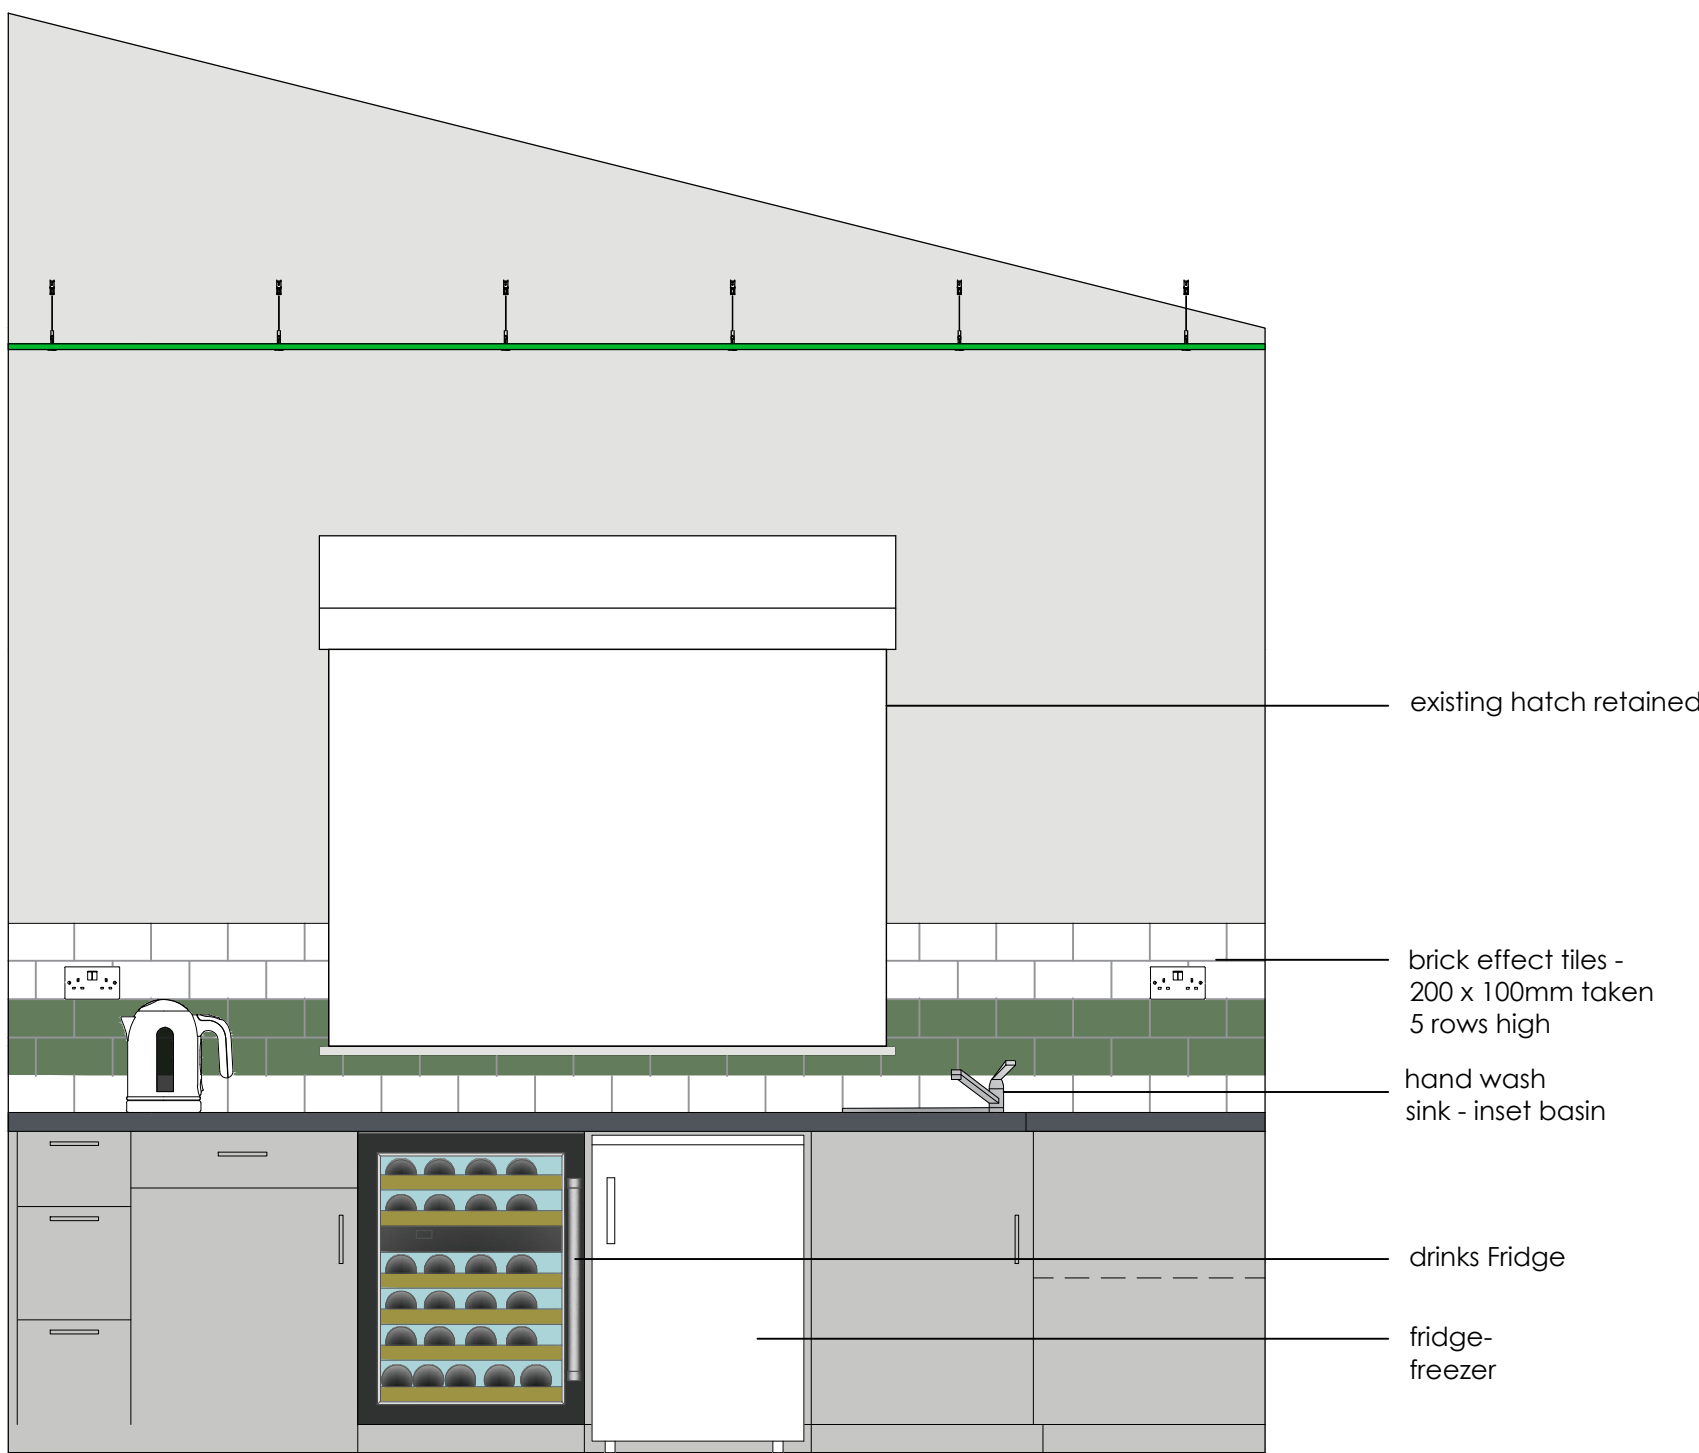 existing hatch retained
brick effect tiles -
200 x 100mm taken
5 rows high
hand wash
sink - inset basin
drinks Fridge
fridge-
freezer